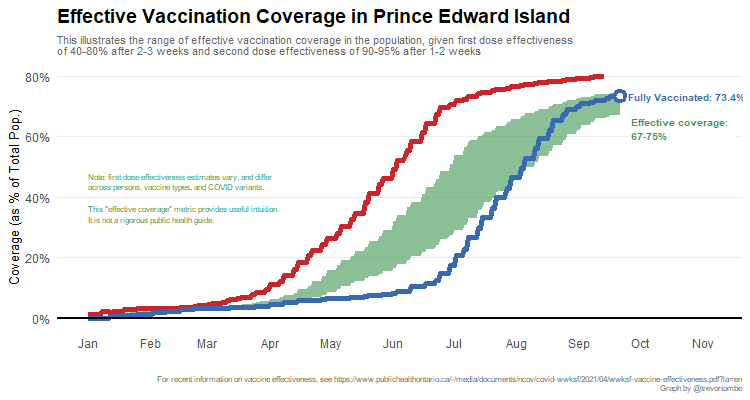 Effective Vaccination Coverage in Prince Edward Island
This illustrates the range of effective vaccination coverage in the population, given first dose effectiveness
of 40-80% after 2-3 weeks and second dose effectiveness of 90-95% after 1-2 weeks
Coverage (as % of Total Pop.)
80%
60%
40%
20%
0%
Fully Vaccinated: 73.4%
Effective coverage:
67-75%
Note: first dose effectiveness estimates vary, and differ
across persons, vaccine types, and COVID variants.
This "effective coverage" metric provides useful intuition.
It is not a rigorous public health guide.
Jan Feb Mar Apr May Jun Jul Aug Sep Oct Nov
For recent information on vaccine effectiveness, see https://www.publichealthontario.ca/-/media/documents/ncov/covid-wwksf/2021/04/wwksf-vaccine-effectiveness.pdf?la=en
Graph by @trevortombe